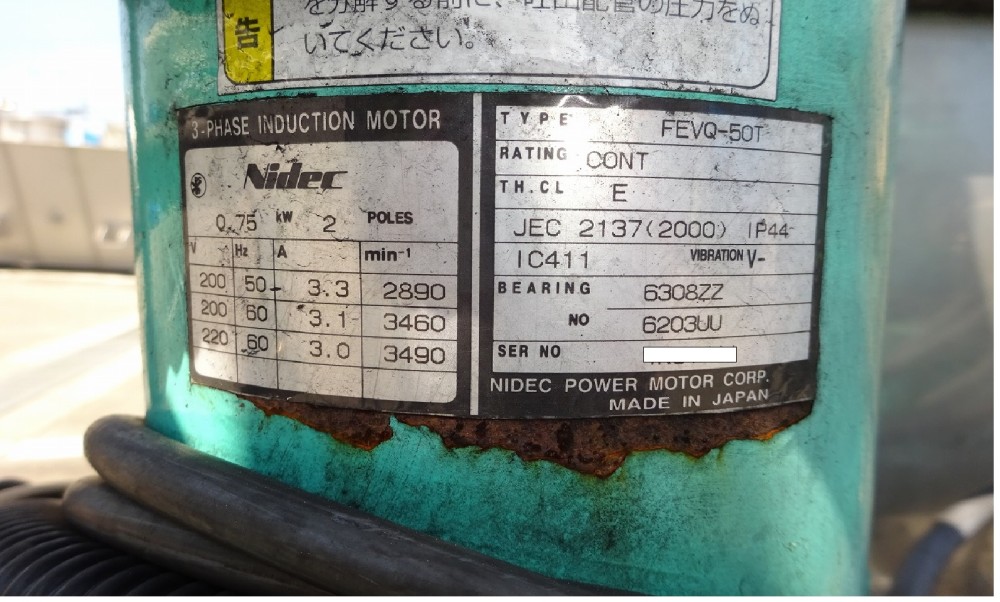 告
を分解する前に、吐出配管の圧力をぬ
いてください。
3-PHASE INDUCTION MOTOR
Nidec
0.75 kW 2 POLES
V Hz A min⁻¹
200 50 3.3 2890
200 60 3.1 3460
220 60 3.0 3490
TYPE FEVQ-50T
RATING CONT
TH.CL E
JEC 2137(2000) IP44
IC411 VIBRATION V-
BEARING 6308ZZ
NO 6203UU
SER NO
NIDEC POWER MOTOR CORP.
MADE IN JAPAN